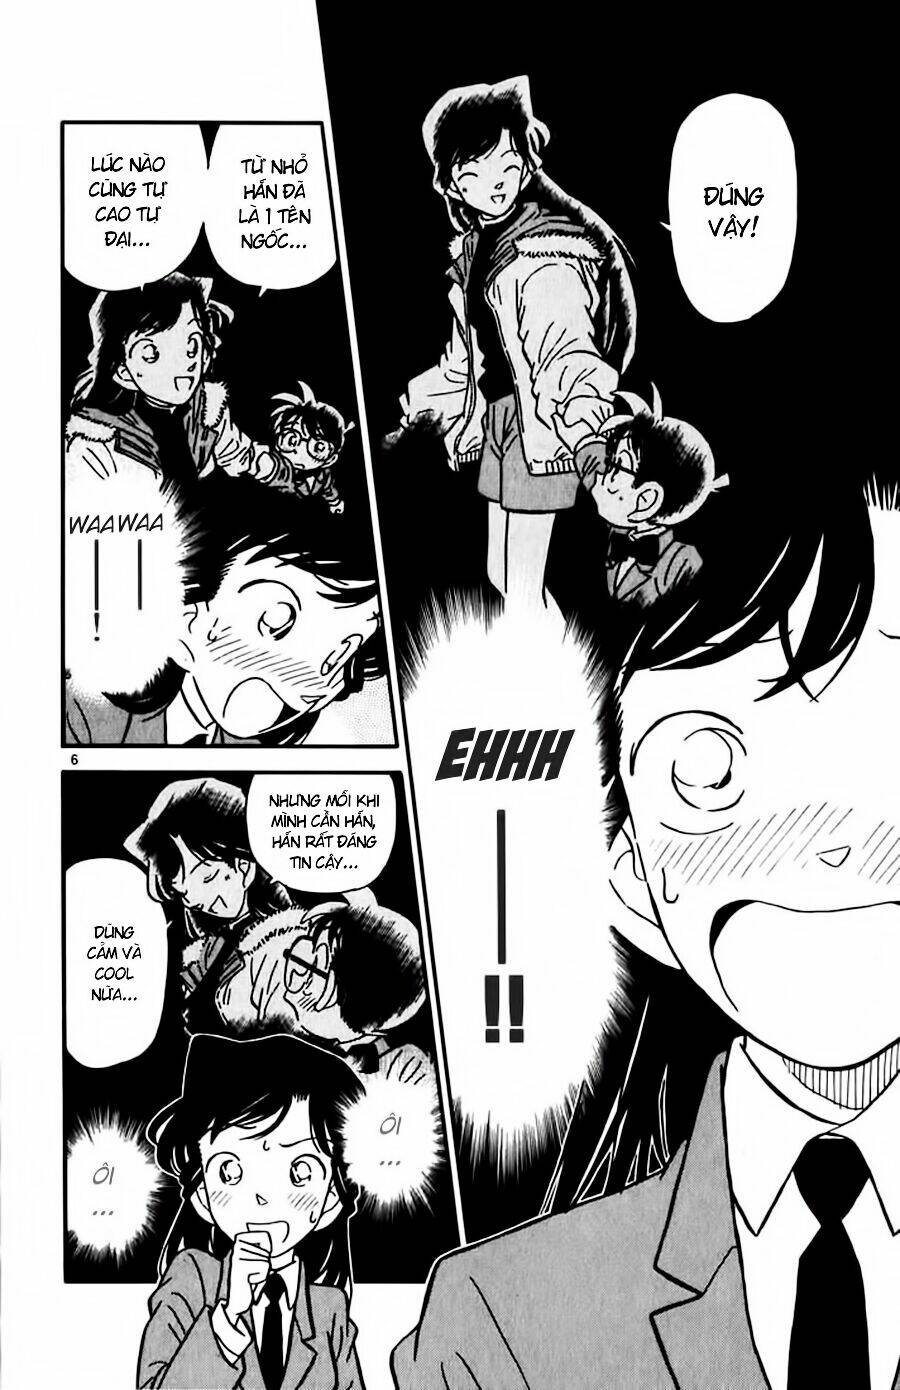 ĐÚNG
VẬY!
EHHH
!!
TỪ NHỎ
HẮN ĐÃ
LÀ 1 TÊN
NGỐC...
LÚC NÀO
CŨNG TỰ
CAO TỰ
ĐẠI...
WAAWAA
!
6
NHƯNG MỖI KHI
MÌNH CẦN HẮN,
HẮN RẤT ĐÁNG
TIN CẬY...
DŨNG
CẢM VÀ
COOL
NỮA...
ÔI
...
ÔI
...